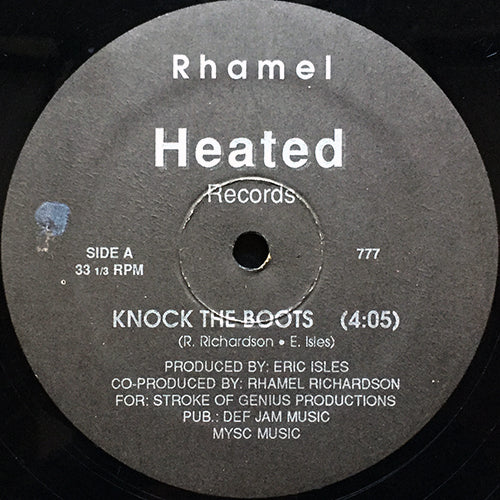 Rhamel
Heated
Records
SIDE A
33 1/3 RPM
777
KNOCK THE BOOTS (4:05)
(R. Richardson • E. Isles)
PRODUCED BY: ERIC ISLES
CO-PRODUCED BY: RHAMEL RICHARDSON
FOR: STROKE OF GENIUS PRODUCTIONS
PUB.: DEF JAM MUSIC
MYSC MUSIC